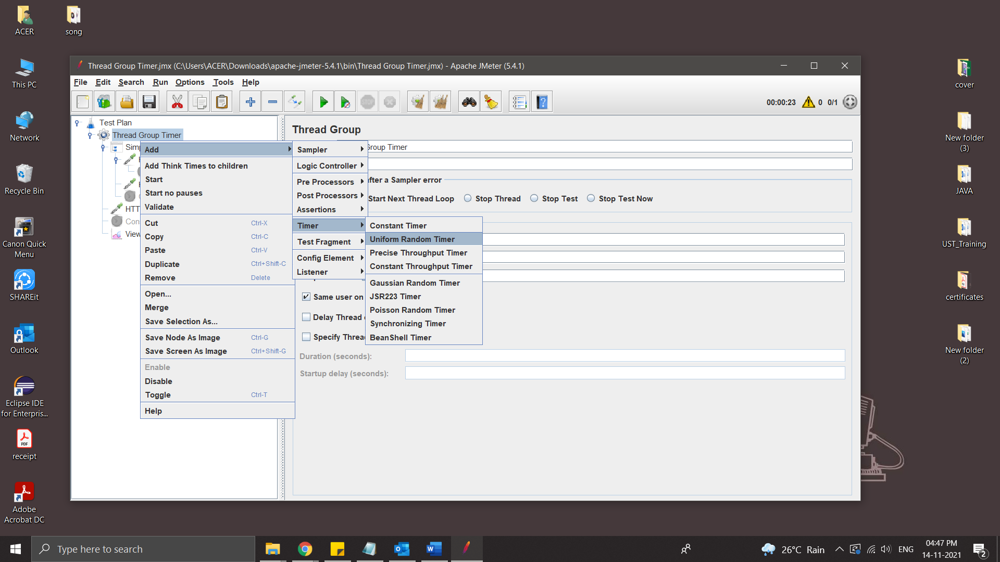 ACER
song
This PC
Network
Recycle Bin
Canon Quick
Menu
SHAREit
Outlook
Eclipse IDE
for Enterpris...
receipt
Adobe
Acrobat DC
Thread Group Timer.jmx (C:\Users\ACER\Downloads\apache-jmeter-5.4.1\bin\Thread Group Timer.jmx) - Apache JMeter (5.4.1)
File Edit Search Run Options Tools Help
STOP
00:00:23 0 0/1
Test Plan
Thread Group Timer
Simp
HTT
Con
View
Add
Add Think Times to children
Start
Start no pauses
Validate
Cut Ctrl-X
Copy Ctrl-C
Paste Ctrl-V
Duplicate Ctrl+Shift-C
Remove Delete
Open...
Merge
Save Selection As...
Save Node As Image Ctrl-G
Save Screen As Image Ctrl+Shift-G
Enable
Disable
Toggle Ctrl-T
Help
Sampler
Logic Controller
Pre Processors
Post Processors
Assertions
Timer
Test Fragment
Config Element
Listener
Constant Timer
Uniform Random Timer
Precise Throughput Timer
Constant Throughput Timer
Gaussian Random Timer
JSR223 Timer
Poisson Random Timer
Synchronizing Timer
BeanShell Timer
Thread Group
Group Timer
after a Sampler error
Start Next Thread Loop Stop Thread Stop Test Stop Test Now
Same user on
Delay Thread
Specify Threa
Duration (seconds):
Startup delay (seconds):
cover
New folder
(3)
JAVA
UST_Training
certificates
New folder
(2)
Type here to search
26°C Rain
ENG
04:47 PM
14-11-2021
2